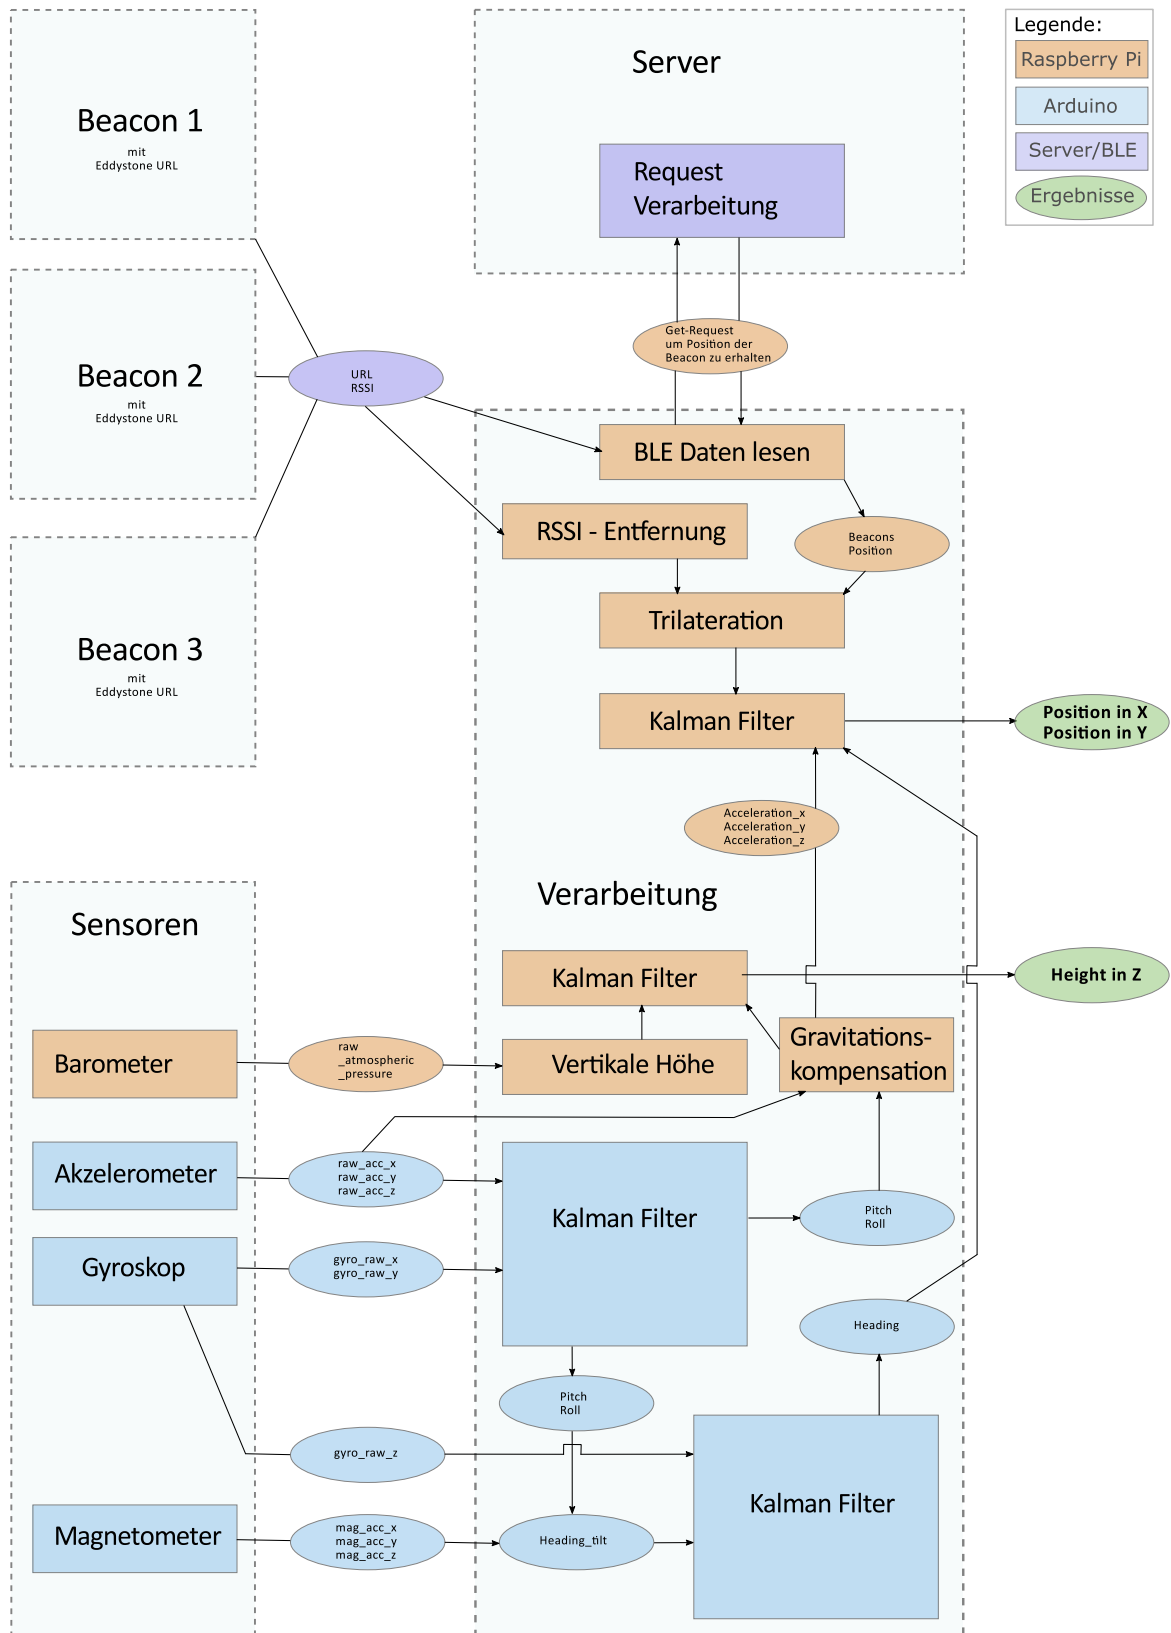 Beacon 1
mit
Eddystone URL
Server
Request
Verarbeitung
Legende:
Raspberry Pi
Arduino
Server/BLE
Ergebnisse
Beacon 2
mit
Eddystone URL
URL
RSSI
Get-Request
um Position der
Beacon zu erhalten
BLE Daten lesen
RSSI - Entfernung
Beacons
Position
Beacon 3
mit
Eddystone URL
Trilateration
Kalman Filter
Position in X
Position in Y
Acceleration_x
Acceleration_y
Acceleration_z
Verarbeitung
Sensoren
Kalman Filter
Height in Z
Barometer
raw
_atmospheric
_pressure
Vertikale Höhe
Gravitations-
kompensation
Akzelerometer
raw_acc_x
raw_acc_y
raw_acc_z
Kalman Filter
Pitch
Roll
Gyroskop
gyro_raw_x
gyro_raw_y
Heading
Pitch
Roll
gyro_raw_z
Kalman Filter
Magnetometer
mag_acc_x
mag_acc_y
mag_acc_z
Heading_tilt